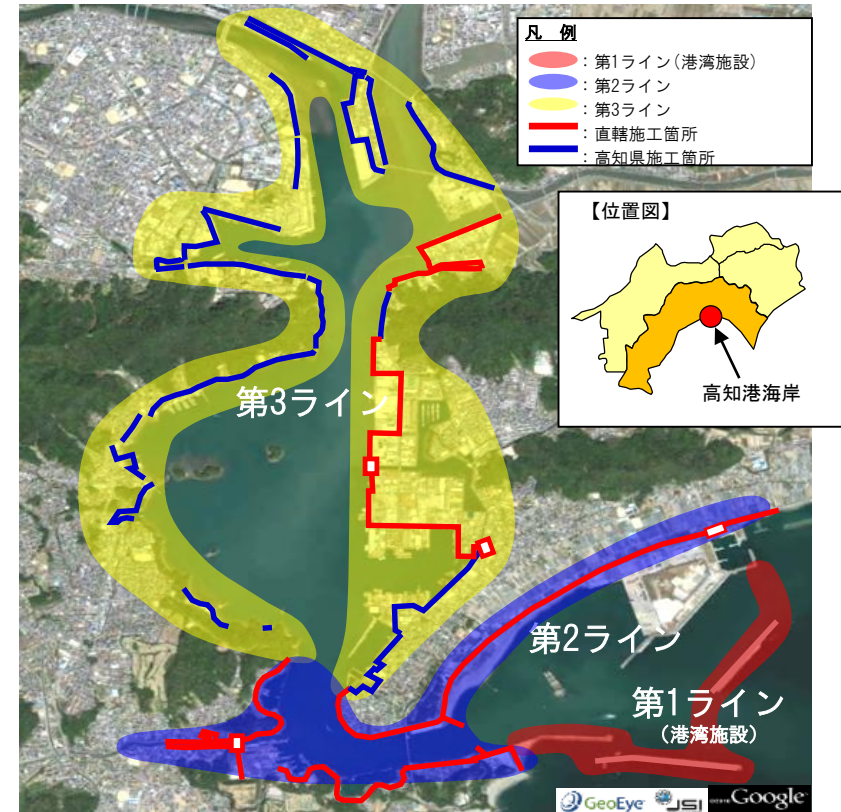 凡 例
：第1ライン(港湾施設)
：第2ライン
：第3ライン
：直轄施工箇所
：高知県施工箇所
【位置図】
高知港海岸
第3ライン
第2ライン
第1ライン
(港湾施設)
GeoEye JSI Google